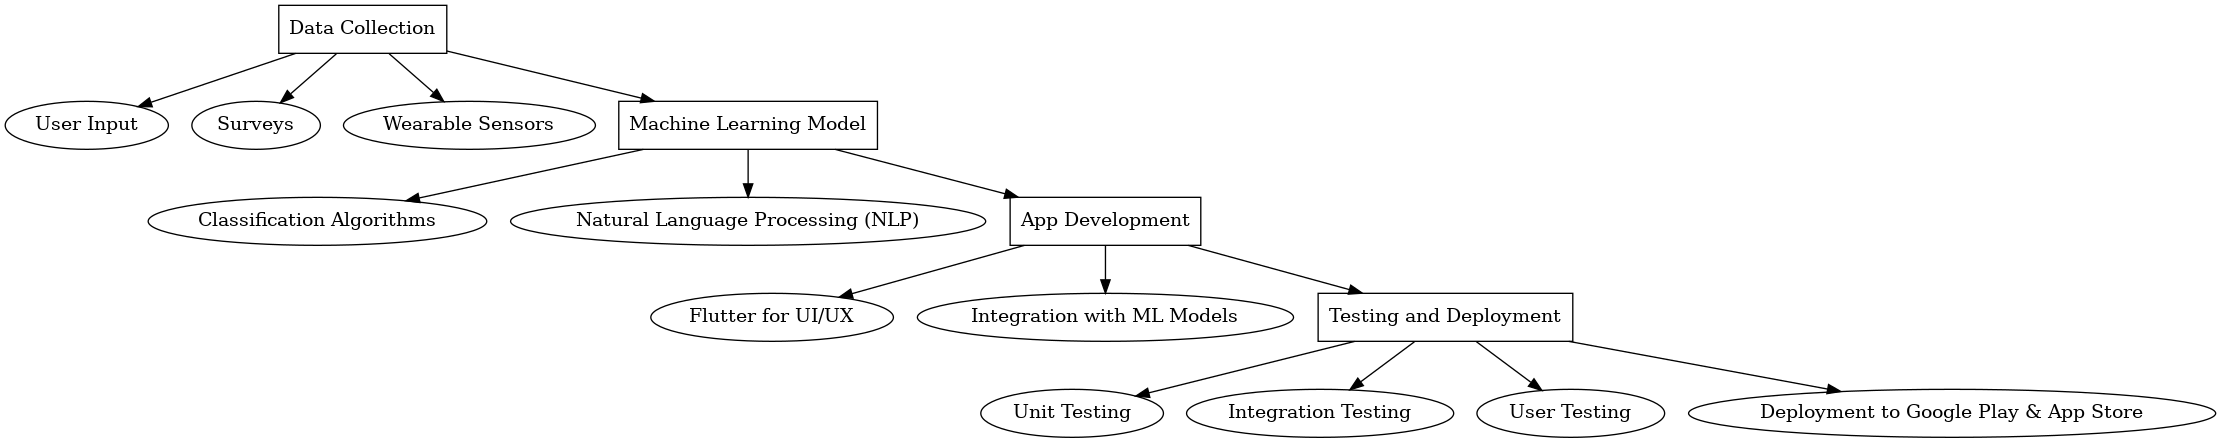 Data Collection
User Input
Surveys
Wearable Sensors
Machine Learning Model
Classification Algorithms
Natural Language Processing (NLP)
App Development
Flutter for UI/UX
Integration with ML Models
Testing and Deployment
Unit Testing
Integration Testing
User Testing
Deployment to Google Play & App Store